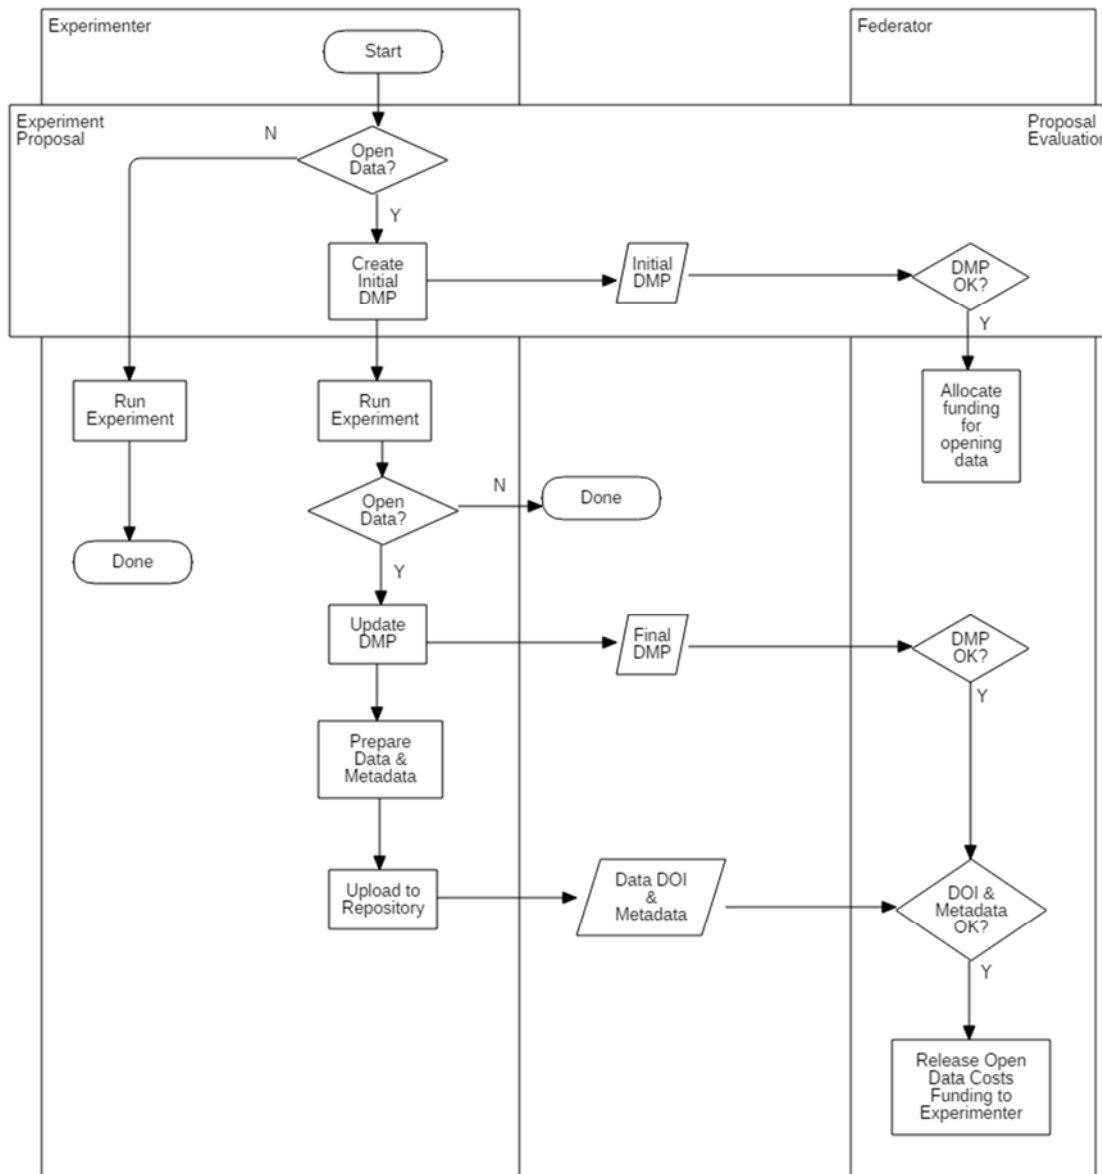 Experimenter
Federator
Start
Experiment
Proposal
Proposal
Evaluation
N
Open
Data?
Y
Create
Initial
DMP
Initial
DMP
DMP
OK?
Y
Run
Experiment
Run
Experiment
Allocate
funding
for
opening
data
Open
Data?
N
Done
Done
Y
Update
DMP
Final
DMP
DMP
OK?
Y
Prepare
Data &
Metadata
Upload to
Repository
Data DOI
&
Metadata
DOI &
Metadata
OK?
Y
Release Open
Data Costs
Funding to
Experimenter